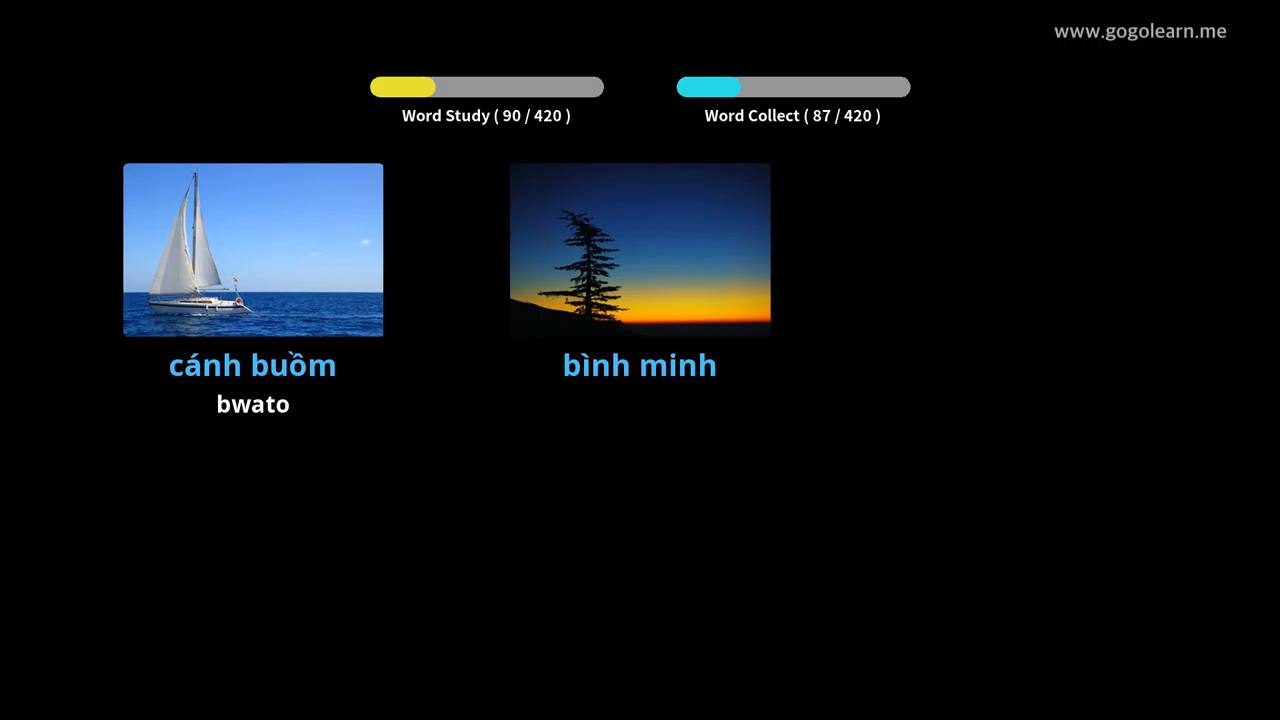 www.gogolearn.me
Word Study ( 90 / 420 )
Word Collect ( 87 / 420 )
cánh buồm
bwato
bình minh